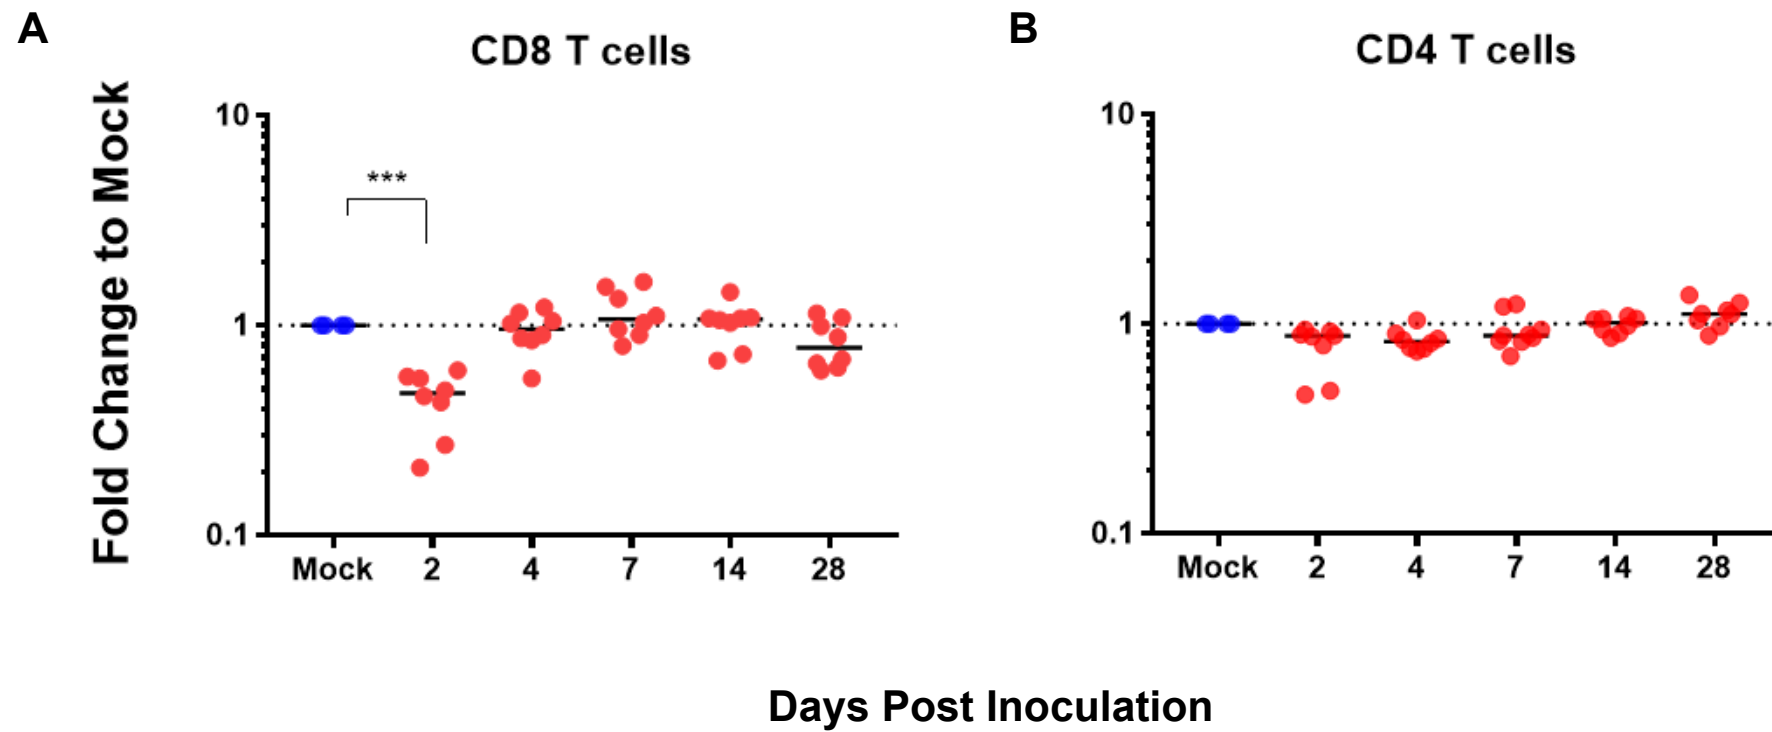 A
B
CD8 T cells
CD4 T cells
Fold Change to Mock
10
***
1
0.1
Mock 2 4 7 14 28
10
1
0.1
Mock 2 4 7 14 28
Days Post Inoculation